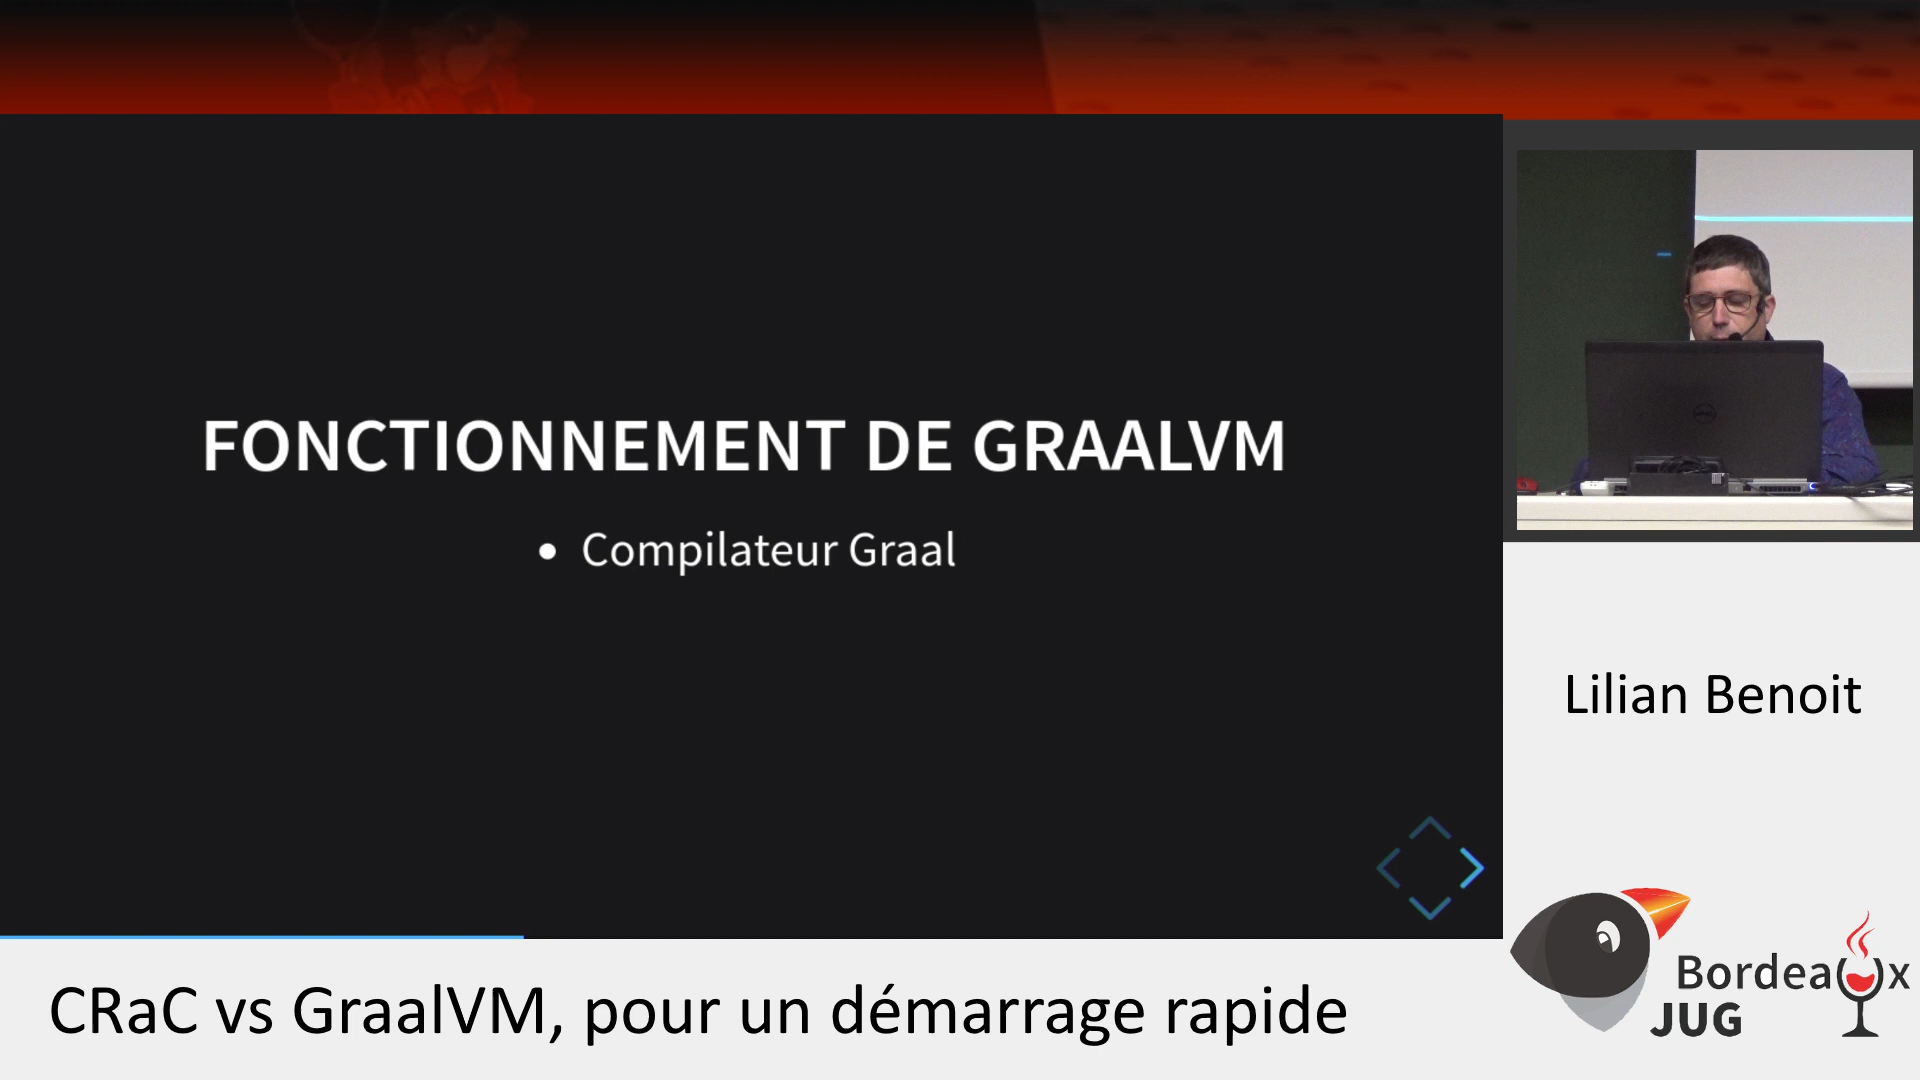 FONCTIONNEMENT DE GRAALVM
• Compilateur Graal
Lilian Benoit
Bordeaux
JUG
CRaC vs GraalVM, pour un démarrage rapide